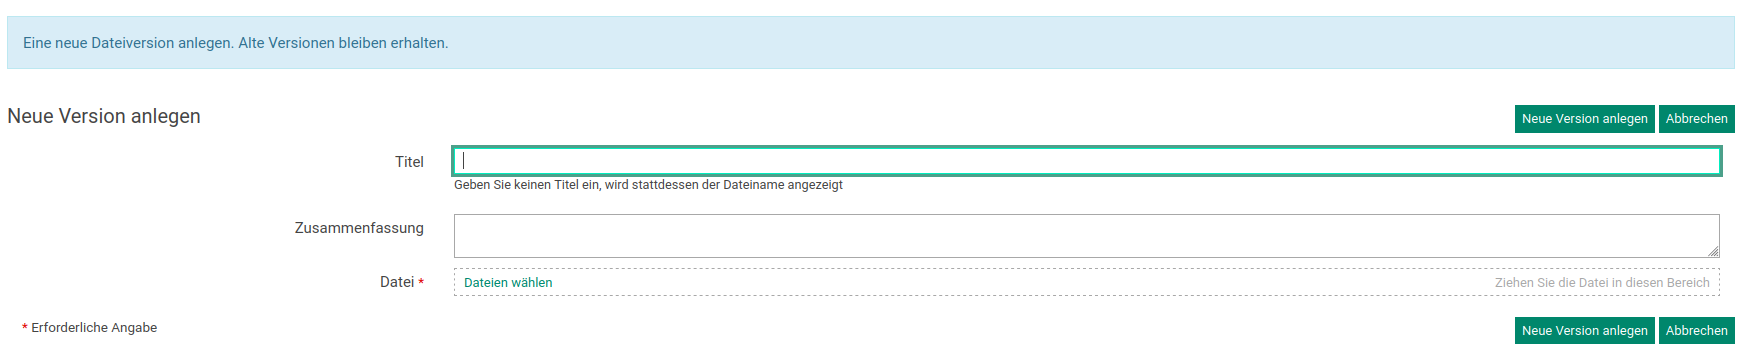 Eine neue Dateiversion anlegen. Alte Versionen bleiben erhalten.
Neue Version anlegen
Neue Version anlegen Abbrechen
Titel
Geben Sie keinen Titel ein, wird stattdessen der Dateiname angezeigt
Zusammenfassung
Datei *
Dateien wählen Ziehen Sie die Datei in diesen Bereich
* Erforderliche Angabe
Neue Version anlegen Abbrechen